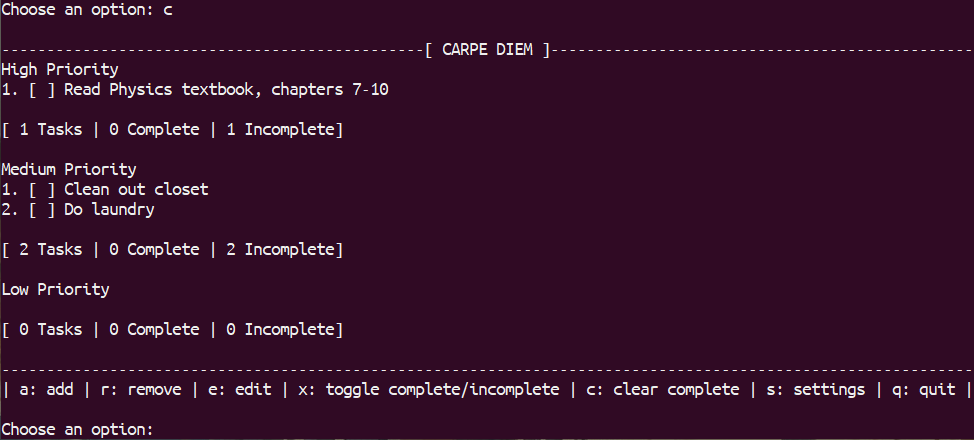 Choose an option: c
-----------------------------------------------[ CARPE DIEM ]-----------------------------------------------
High Priority
1. [ ] Read Physics textbook, chapters 7-10
[ 1 Tasks | 0 Complete | 1 Incomplete]
Medium Priority
1. [ ] Clean out closet
2. [ ] Do laundry
[ 2 Tasks | 0 Complete | 2 Incomplete]
Low Priority
[ 0 Tasks | 0 Complete | 0 Incomplete]
------------------------------------------------------------------------------------------------------------
| a: add | r: remove | e: edit | x: toggle complete/incomplete | c: clear complete | s: settings | q: quit |
Choose an option: